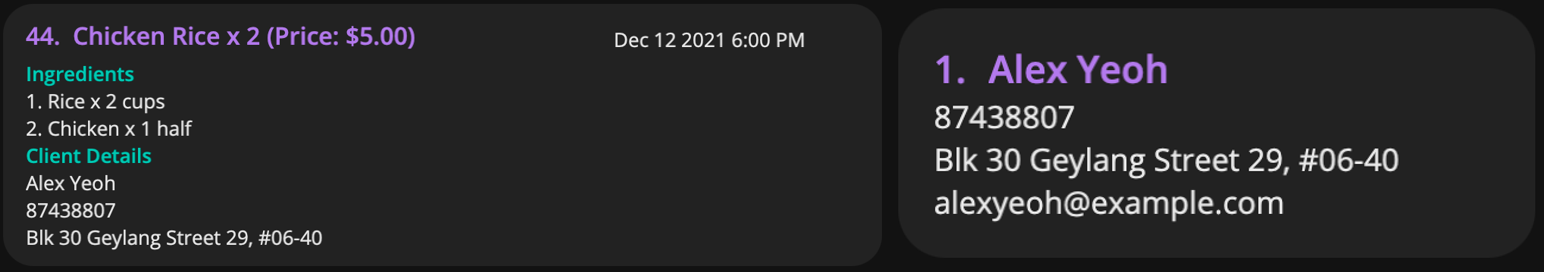 44. Chicken Rice x 2 (Price: $5.00)
Dec 12 2021 6:00 PM
Ingredients
1. Rice x 2 cups
2. Chicken x 1 half
Client Details
Alex Yeoh
87438807
Blk 30 Geylang Street 29, #06-40
1. Alex Yeoh
87438807
Blk 30 Geylang Street 29, #06-40
alexyeoh@example.com